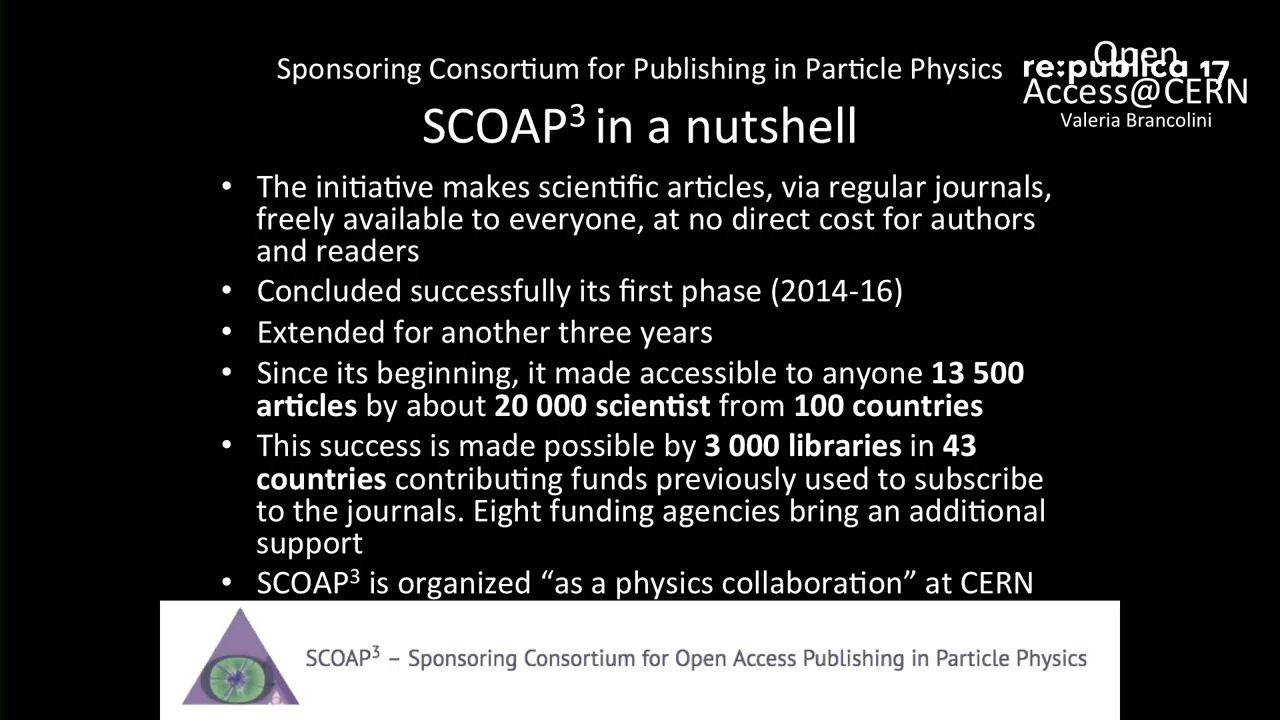 Sponsoring Consortium for Publishing in Particle Physics
SCOAP³ in a nutshell
Open
re:publica 17
Access@CERN
Valeria Brancolini
• The initiative makes scientific articles, via regular journals,
freely available to everyone, at no direct cost for authors
and readers
• Concluded successfully its first phase (2014-16)
• Extended for another three years
• Since its beginning, it made accessible to anyone 13 500
articles by about 20 000 scientist from 100 countries
• This success is made possible by 3 000 libraries in 43
countries contributing funds previously used to subscribe
to the journals. Eight funding agencies bring an additional
support
• SCOAP³ is organized “as a physics collaboration” at CERN
SCOAP³ – Sponsoring Consortium for Open Access Publishing in Particle Physics